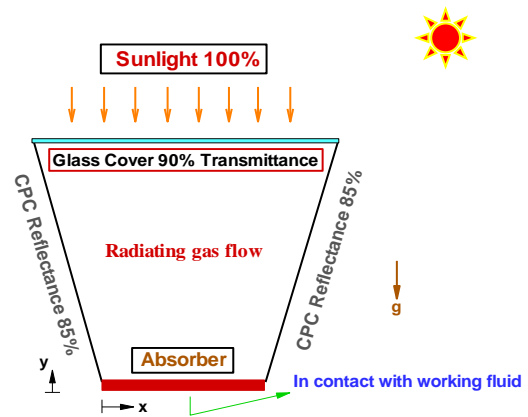 Sunlight 100%
Glass Cover 90% Transmittance
CPC Reflectance 85%
CPC Reflectance 85%
Radiating gas flow
g
Absorber
y
In contact with working fluid
x